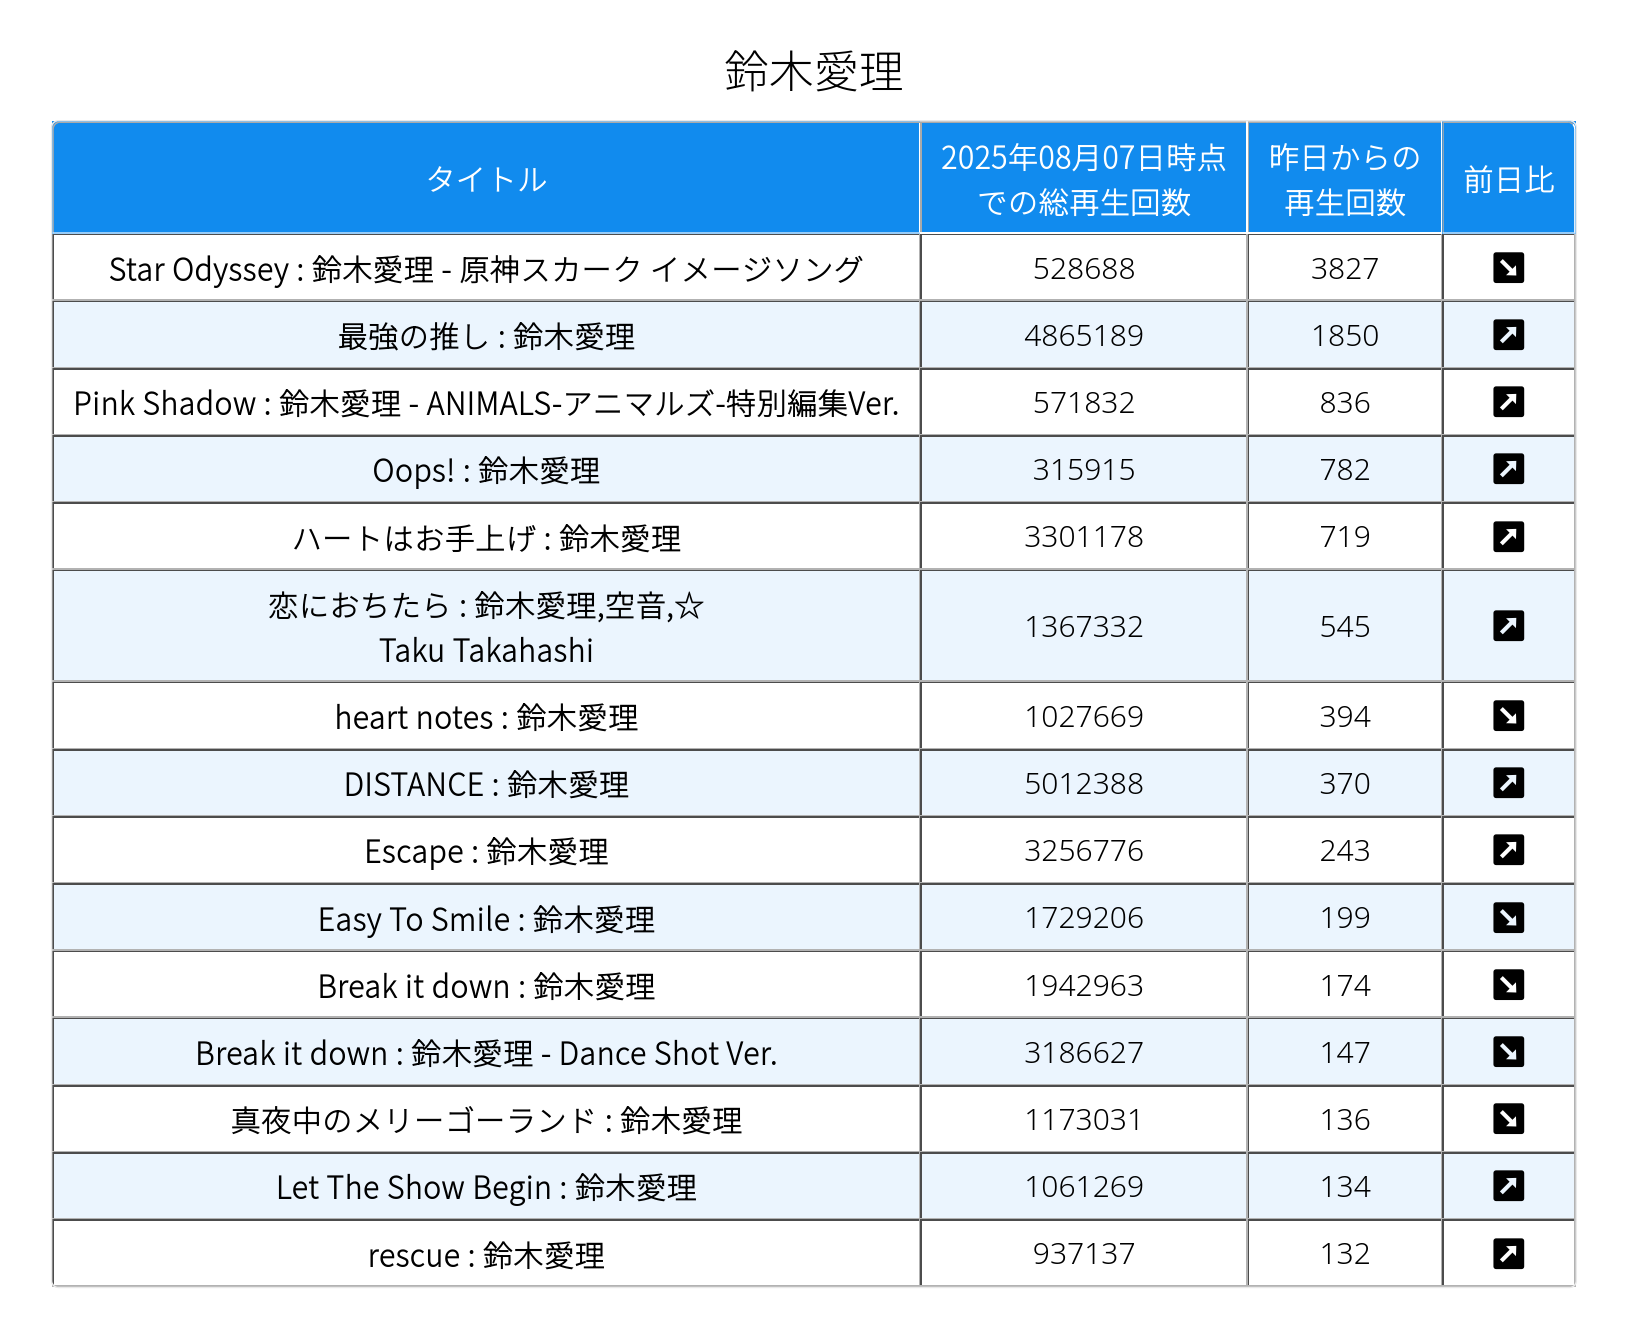 鈴木愛理
タイトル
2025年08月07日時点
での総再生回数
昨日からの
再生回数
前日比
Star Odyssey : 鈴木愛理 - 原神スカーク イメージソング 528688 3827
最強の推し : 鈴木愛理 4865189 1850
Pink Shadow : 鈴木愛理 - ANIMALS-アニマルズ-特別編集Ver. 571832 836
Oops! : 鈴木愛理 315915 782
ハートはお手上げ : 鈴木愛理 3301178 719
恋におちたら : 鈴木愛理,空音,☆
Taku Takahashi 1367332 545
heart notes : 鈴木愛理 1027669 394
DISTANCE : 鈴木愛理 5012388 370
Escape : 鈴木愛理 3256776 243
Easy To Smile : 鈴木愛理 1729206 199
Break it down : 鈴木愛理 1942963 174
Break it down : 鈴木愛理 - Dance Shot Ver. 3186627 147
真夜中のメリーゴーランド : 鈴木愛理 1173031 136
Let The Show Begin : 鈴木愛理 1061269 134
rescue : 鈴木愛理 937137 132